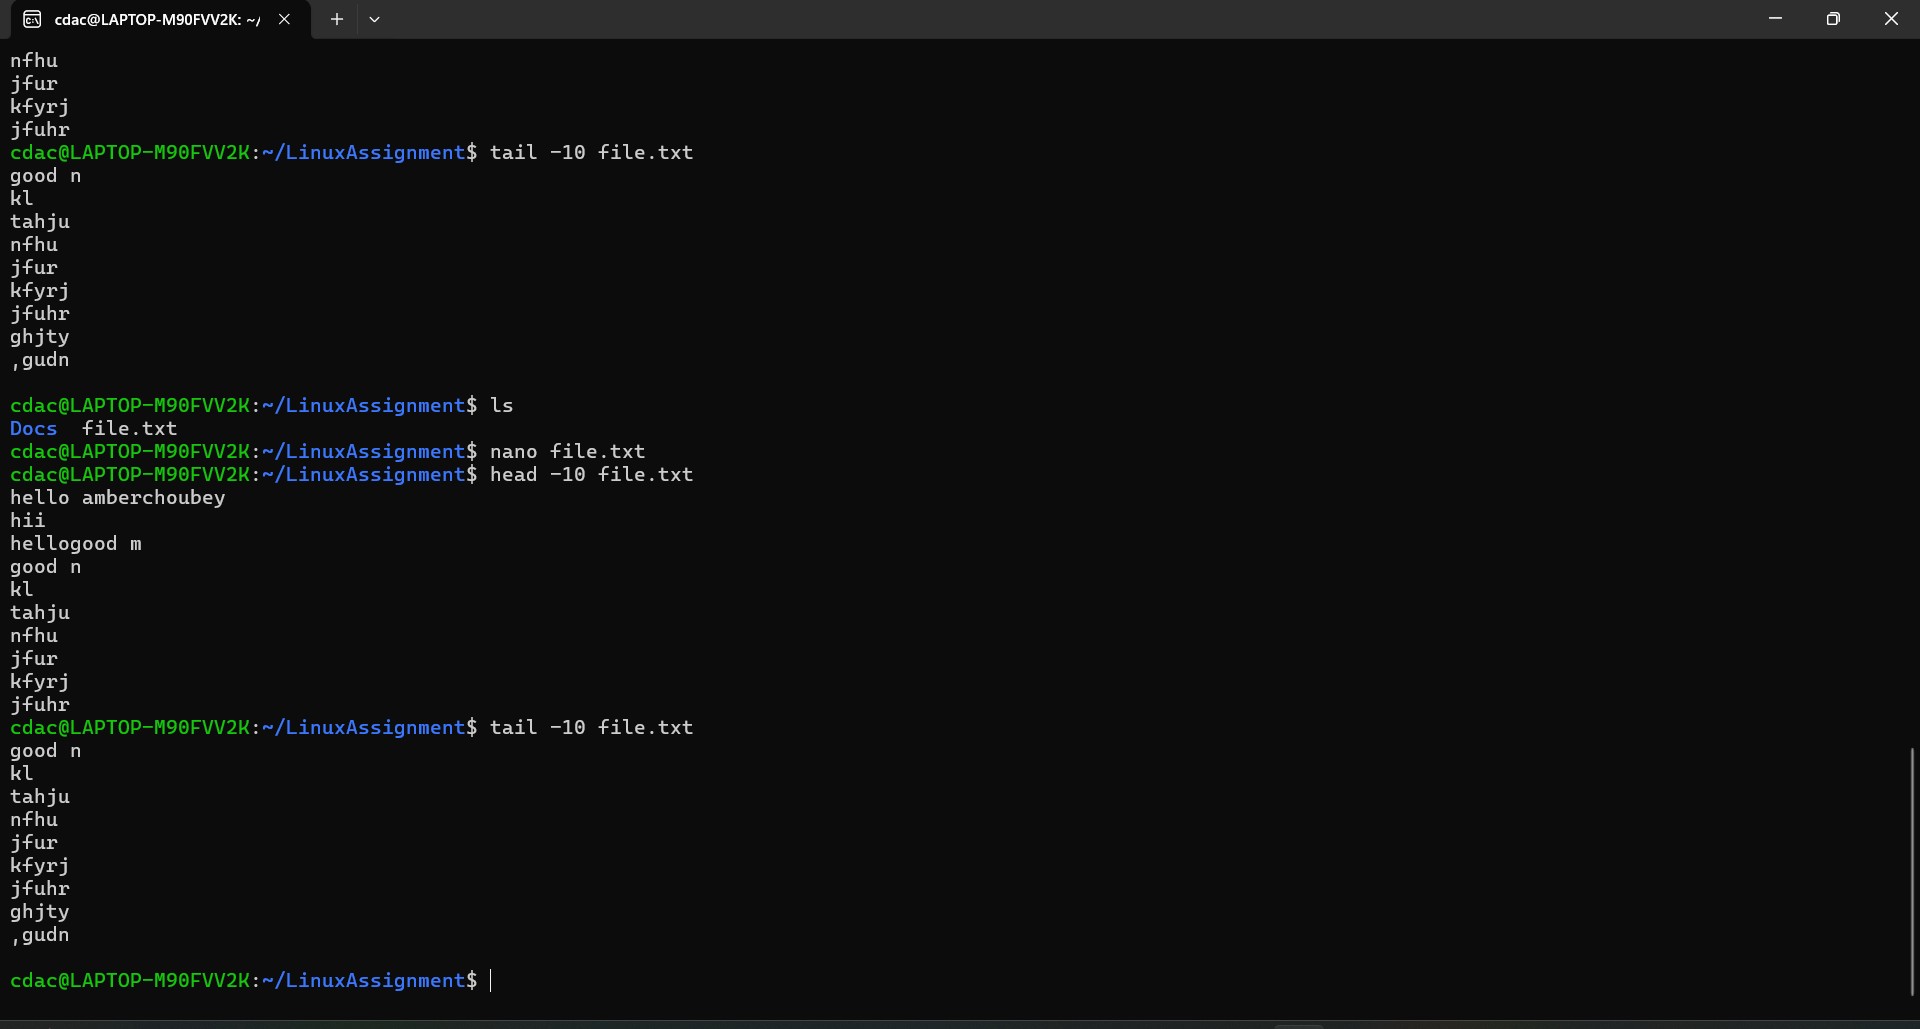 cdac@LAPTOP-M90FVV2K: ~/
nfhu
jfur
kfyrj
jfuhr
cdac@LAPTOP-M90FVV2K:~/LinuxAssignment$ tail -10 file.txt
good n
kl
tahju
nfhu
jfur
kfyrj
jfuhr
ghjty
,gudn
cdac@LAPTOP-M90FVV2K:~/LinuxAssignment$ ls
Docs  file.txt
cdac@LAPTOP-M90FVV2K:~/LinuxAssignment$ nano file.txt
cdac@LAPTOP-M90FVV2K:~/LinuxAssignment$ head -10 file.txt
hello amberchoubey
hii
hellogood m
good n
kl
tahju
nfhu
jfur
kfyrj
jfuhr
cdac@LAPTOP-M90FVV2K:~/LinuxAssignment$ tail -10 file.txt
good n
kl
tahju
nfhu
jfur
kfyrj
jfuhr
ghjty
,gudn
cdac@LAPTOP-M90FVV2K:~/LinuxAssignment$